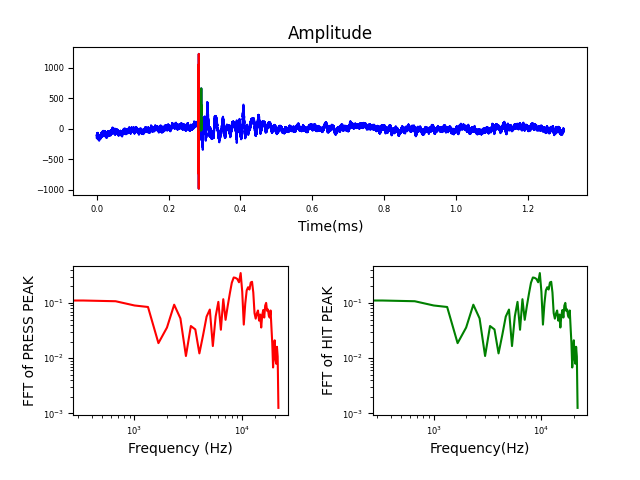 Amplitude
1000
500
0
−500
−1000
0.0 0.2 0.4 0.6 0.8 1.0 1.2
Time(ms)
FFT of PRESS PEAK
10⁻¹
10⁻²
10⁻³
10³ 10⁴
Frequency (Hz)
FFT of HIT PEAK
10⁻¹
10⁻²
10⁻³
10³ 10⁴
Frequency(Hz)